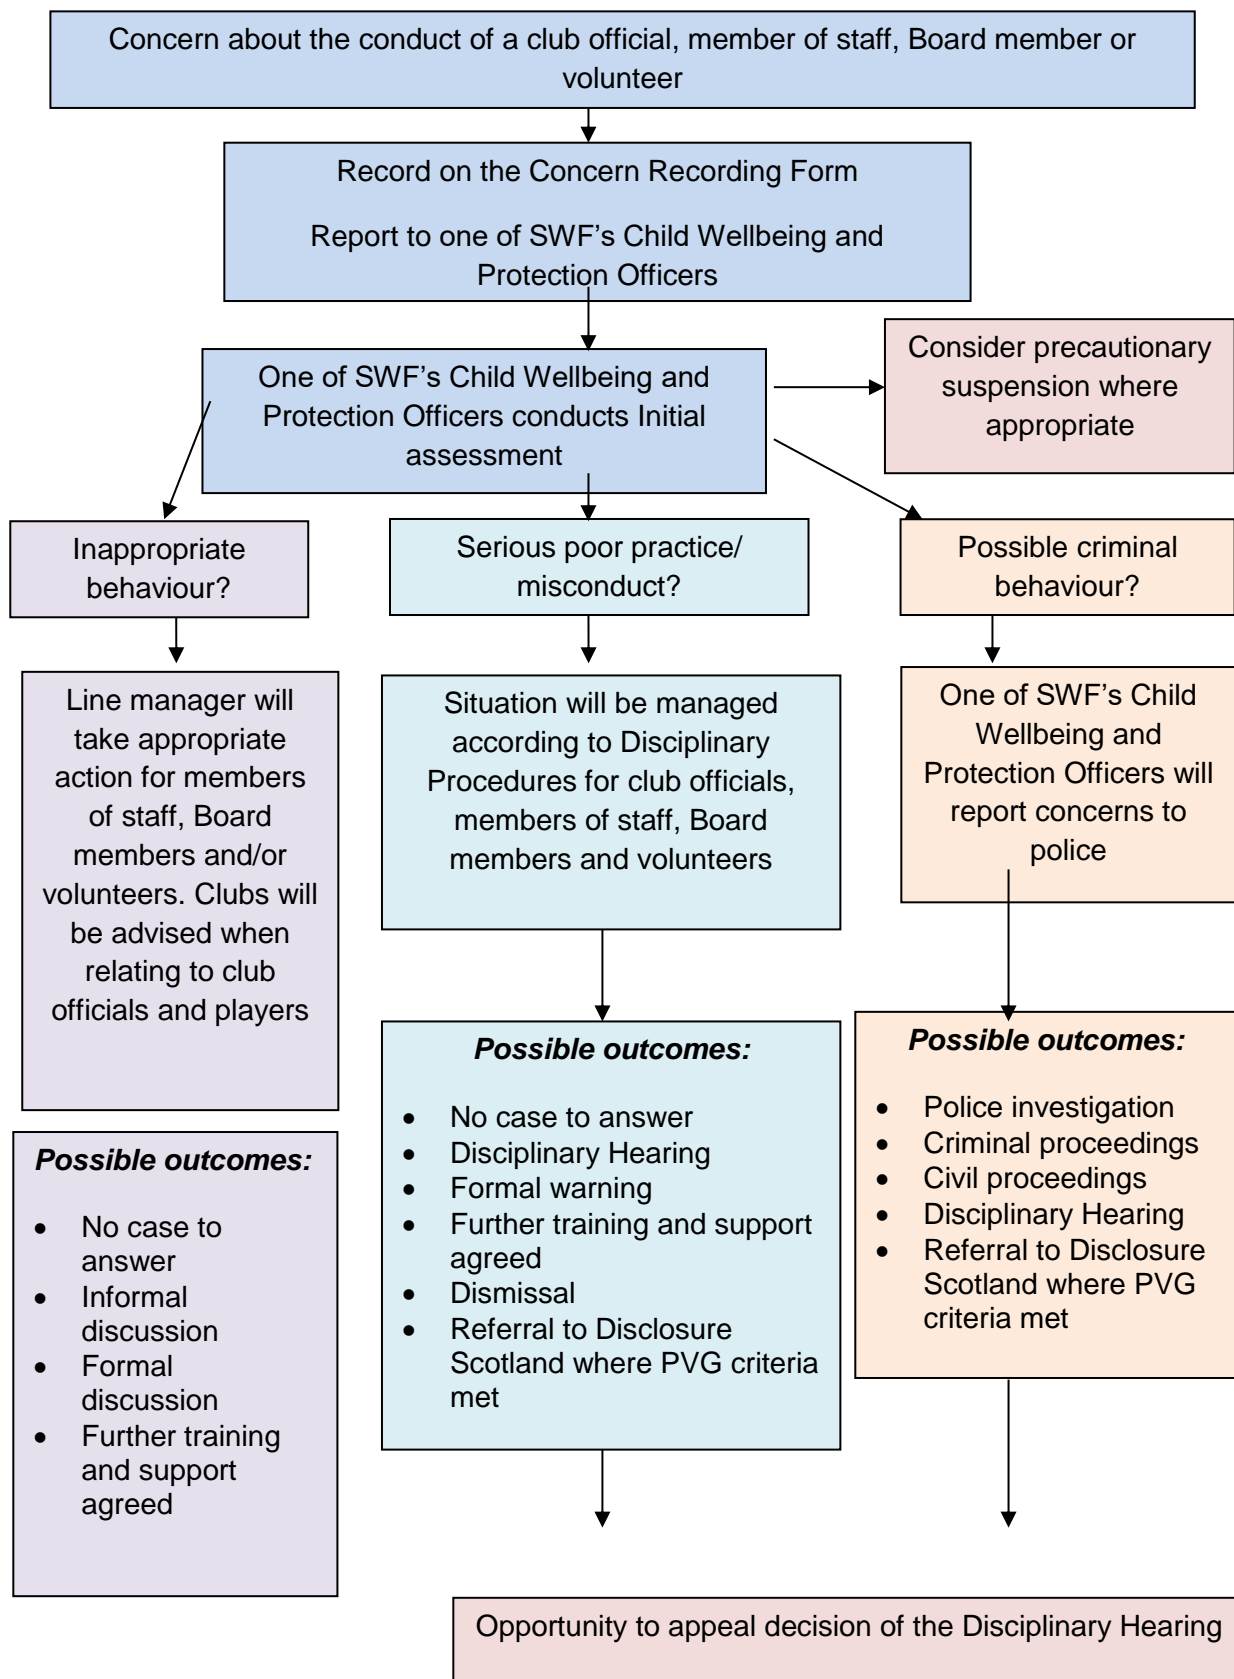 Concern about the conduct of a club official, member of staff, Board member or
volunteer
Record on the Concern Recording Form
Report to one of SWF's Child Wellbeing and
Protection Officers
One of SWF's Child Wellbeing and
Protection Officers conducts Initial
assessment
Consider precautionary
suspension where
appropriate
Inappropriate
behaviour?
Line manager will
take appropriate
action for members
of staff, Board
members and/or
volunteers. Clubs will
be advised when
relating to club
officials and players
Possible outcomes:
• No case to
answer
• Informal
discussion
• Formal
discussion
• Further training
and support
agreed
Serious poor practice/
misconduct?
Situation will be managed
according to Disciplinary
Procedures for club officials,
members of staff, Board
members and volunteers
Possible outcomes:
• No case to answer
• Disciplinary Hearing
• Formal warning
• Further training and support
agreed
• Dismissal
• Referral to Disclosure
Scotland where PVG criteria
met
Possible criminal
behaviour?
One of SWF's Child
Wellbeing and
Protection Officers will
report concerns to
police
Possible outcomes:
• Police investigation
• Criminal proceedings
• Civil proceedings
• Disciplinary Hearing
• Referral to Disclosure
Scotland where PVG
criteria met
Opportunity to appeal decision of the Disciplinary Hearing